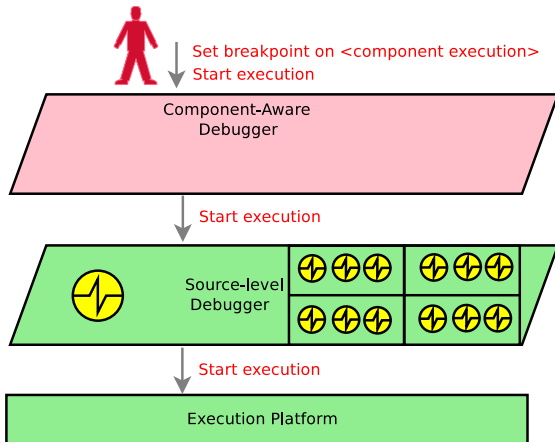 Set breakpoint on <component execution>
Start execution
Component-Aware
Debugger
Start execution
Source-level
Debugger
Start execution
Execution Platform